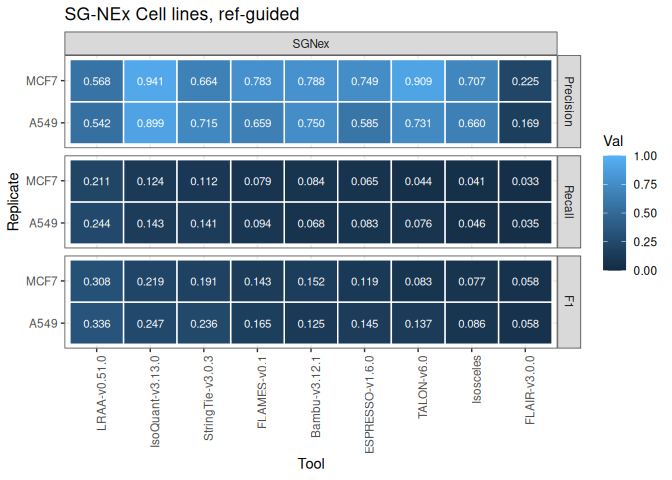 SG-NEx Cell lines, ref-guided
SGNex
MCF7 0.568 0.941 0.664 0.783 0.788 0.749 0.909 0.707 0.225
A549 0.542 0.899 0.715 0.659 0.750 0.585 0.731 0.660 0.169
Precision
MCF7 0.211 0.124 0.112 0.079 0.084 0.065 0.044 0.041 0.033
A549 0.244 0.143 0.141 0.094 0.068 0.083 0.076 0.046 0.035
Recall
MCF7 0.308 0.219 0.191 0.143 0.152 0.119 0.083 0.077 0.058
A549 0.336 0.247 0.236 0.165 0.125 0.145 0.137 0.086 0.058
F1
Replicate
LRAA-v0.51.0
IsoQuant-v3.13.0
StringTie-v3.0.3
FLAMES-v0.1
Bambu-v3.12.1
ESPRESSO-v1.6.0
TALON-v6.0
Isosceles
FLAIR-v3.0.0
Tool
Val
1.00
0.75
0.50
0.25
0.00